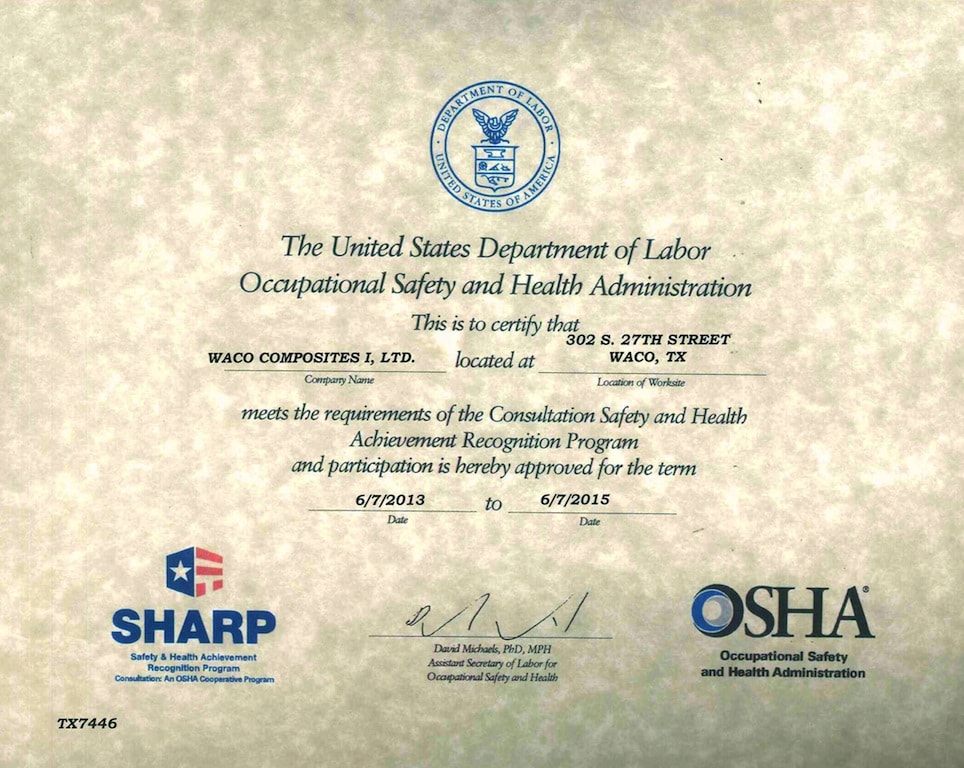 DEPARTMENT OF LABOR
UNITED STATES OF AMERICA
The United States Department of Labor
Occupational Safety and Health Administration
This is to certify that
302 S. 27TH STREET
WACO COMPOSITES I, LTD. located at WACO, TX
Company Name Location of Worksite
meets the requirements of the Consultation Safety and Health
Achievement Recognition Program
and participation is hereby approved for the term
6/7/2013 to 6/7/2015
Date Date
SHARP
Safety & Health Achievement
Recognition Program
Consultation: An OSHA Cooperative Program
David Michaels, PhD, MPH
Assistant Secretary of Labor for
Occupational Safety and Health
OSHA®
Occupational Safety
and Health Administration
TX7446